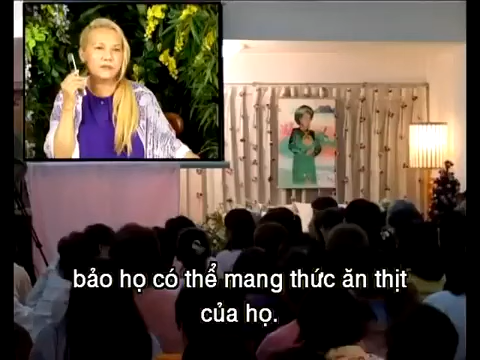 bảo họ có thể mang thức ăn thịt
của họ.